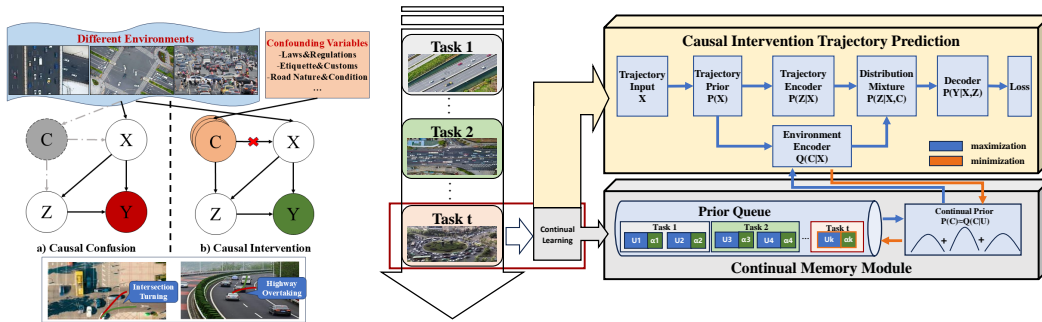 Different Environments
Confounding Variables
-Laws&Regulations
-Etiquette&Customs
-Road Nature&Condition
...
C
X
Z
Y
a) Causal Confusion
C
X
Z
Y
b) Causal Intervention
Intersection
Turning
Highway
Overtaking
Task 1
Task 2
Task t
Continual
Learning
Causal Intervention Trajectory Prediction
Trajectory
Input
X
Trajectory
Prior
P(X)
Trajectory
Encoder
P(Z|X)
Distribution
Mixture
P(Z|X,C)
Decoder
P(Y|X,Z)
Loss
Environment
Encoder
Q(C|X)
maximization
minimization
Prior Queue
Task 1
U1 α1 U2 α2
Task 2
U3 α3 U4 α4
...
Task t
Uk αk
Continual Prior
P(C)=Q(C|U)
+ +
Continual Memory Module